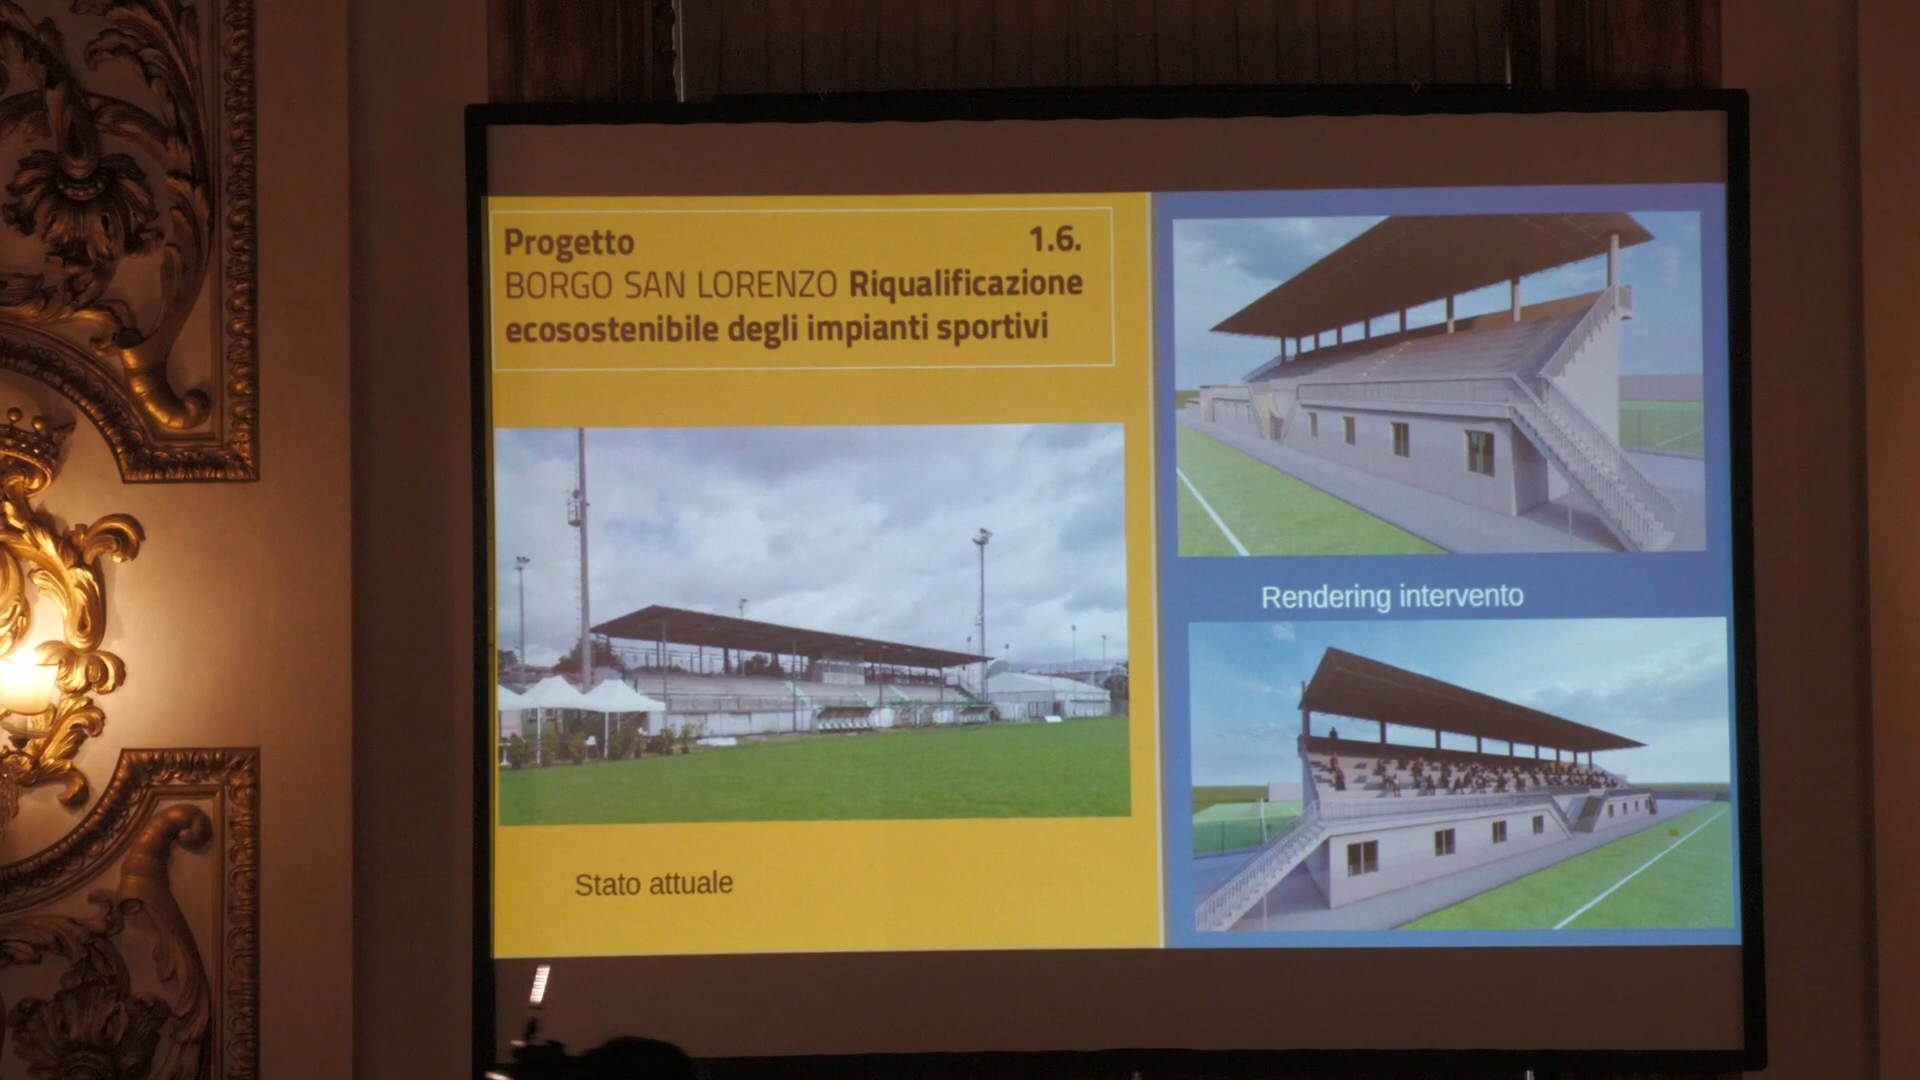 Progetto 1.6.
BORGO SAN LORENZO Riqualificazione
ecosostenibile degli impianti sportivi
Rendering intervento
Stato attuale